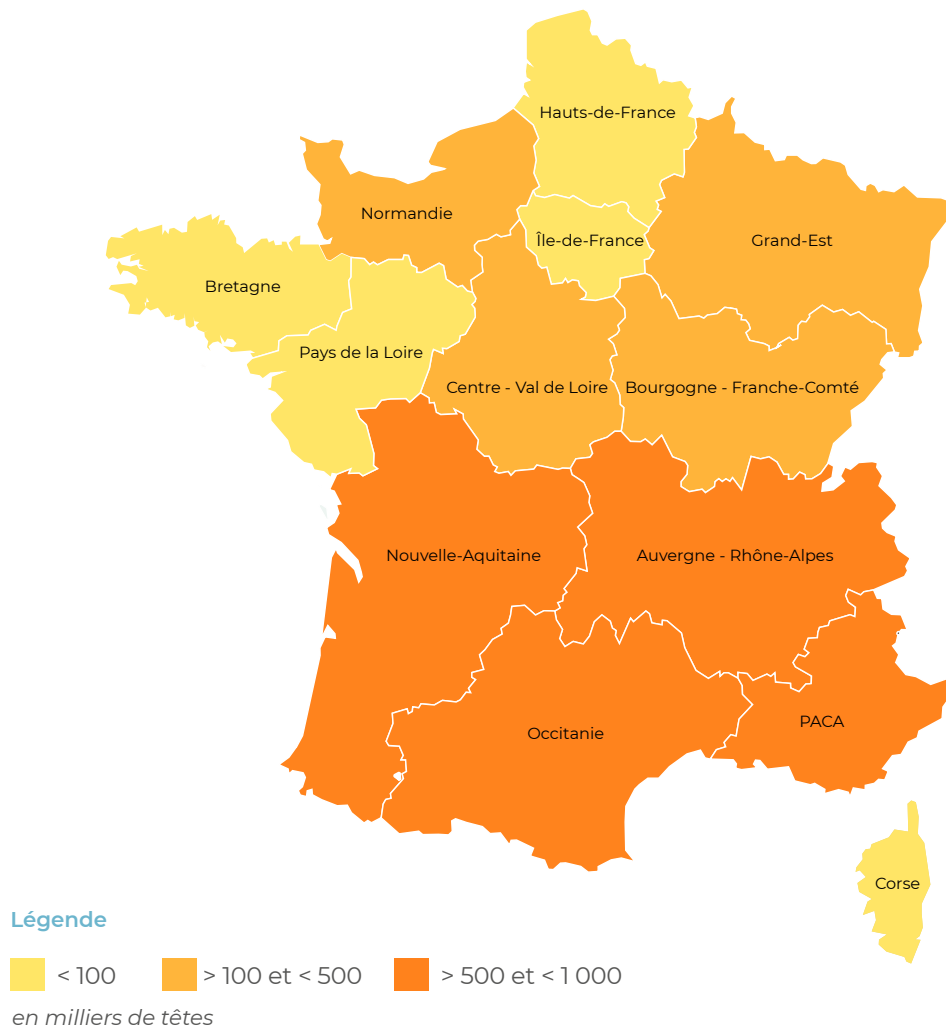 Hauts-de-France
Normandie
Île-de-France
Grand-Est
Bretagne
Pays de la Loire
Centre - Val de Loire
Bourgogne - Franche-Comté
Nouvelle-Aquitaine
Auvergne - Rhône-Alpes
PACA
Occitanie
Corse
Légende
< 100
> 100 et < 500
> 500 et < 1 000
en milliers de têtes